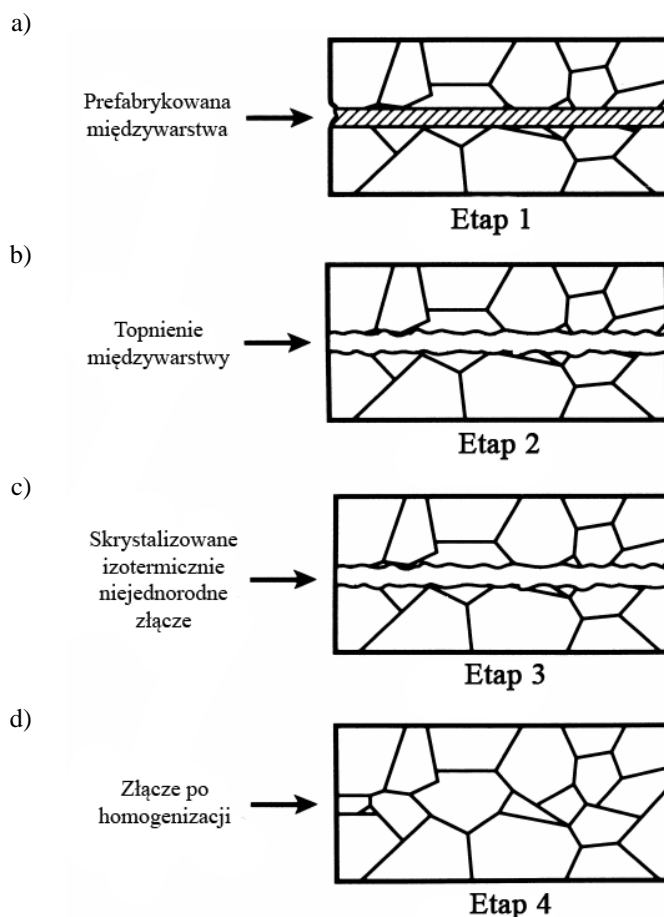 a)
Prefabrykowana
międzywarstwa
Etap 1
b)
Topnienie
międzywarstwy
Etap 2
c)
Skrystalizowane
izotermicznie
niejednorodne
złącze
Etap 3
d)
Złącze po
homogenizacji
Etap 4